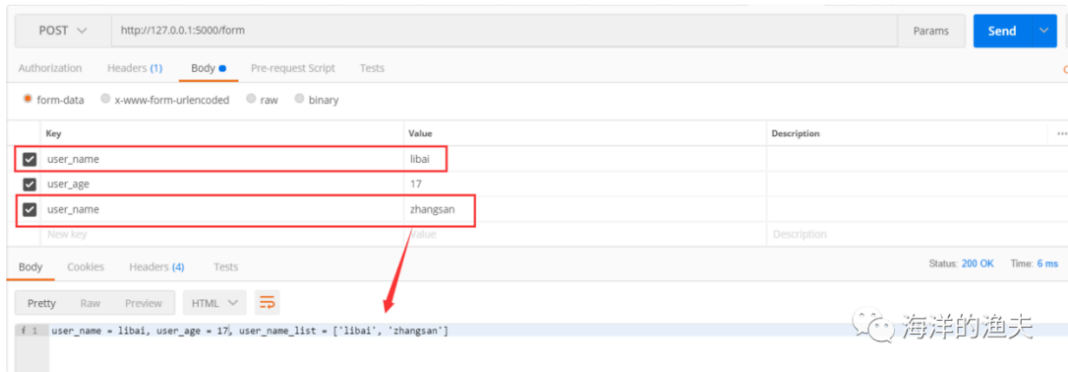 POST http://127.0.0.1:5000/form Params Send
Authorization Headers (1) Body Pre-request Script Tests
form-data x-www-form-urlencoded raw binary
Key Value Description
user_name libai
user_age 17
user_name zhangsan
New key Value Description
Body Cookies Headers (4) Tests Status: 200 OK Time: 6 ms
Pretty Raw Preview HTML
i 1 user_name = libai, user_age = 17, user_name_list = ['libai', 'zhangsan']
海洋的渔夫